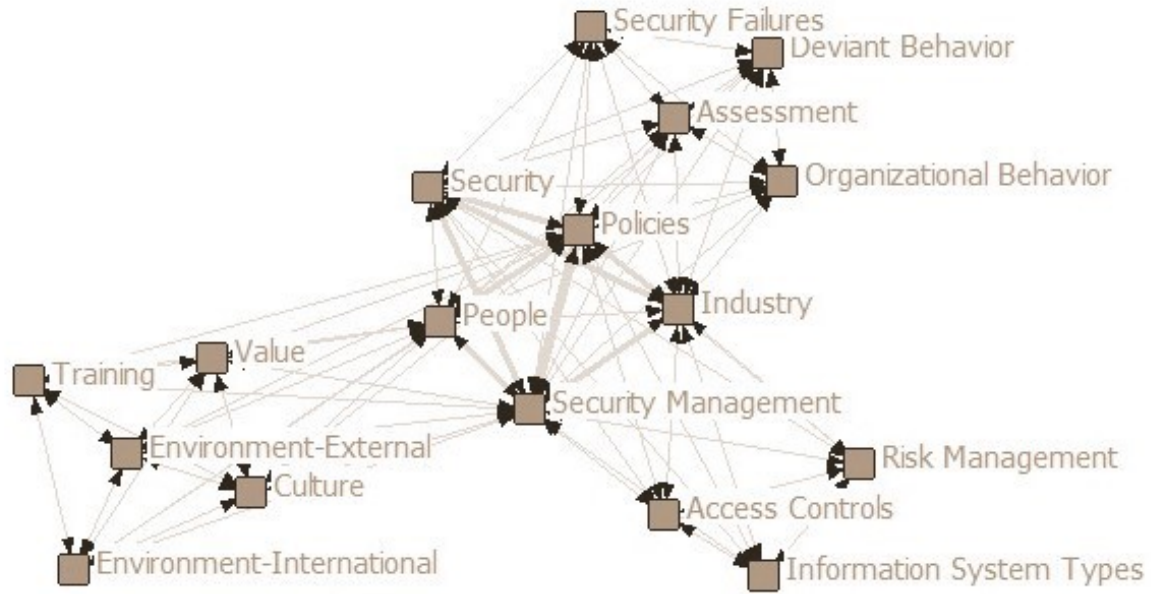 Security Failures
Deviant Behavior
Assessment
Organizational Behavior
Security
Policies
Industry
People
Value
Training
Security Management
Environment-External
Risk Management
Culture
Access Controls
Environment-International
Information System Types